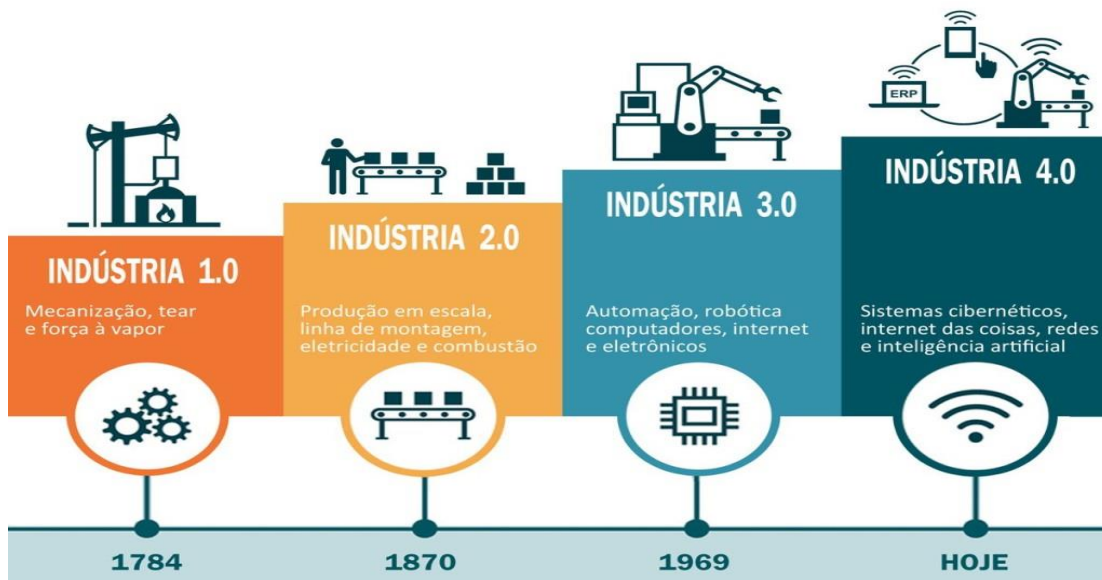 ERP
INDÚSTRIA 1.0
Mecanização, tear
e força à vapor
INDÚSTRIA 2.0
Produção em escala,
linha de montagem,
eletricidade e combustão
INDÚSTRIA 3.0
Automação, robótica
computadores, internet
e eletrônicos
INDÚSTRIA 4.0
Sistemas cibernéticos,
internet das coisas, redes
e inteligência artificial
1784
1870
1969
HOJE